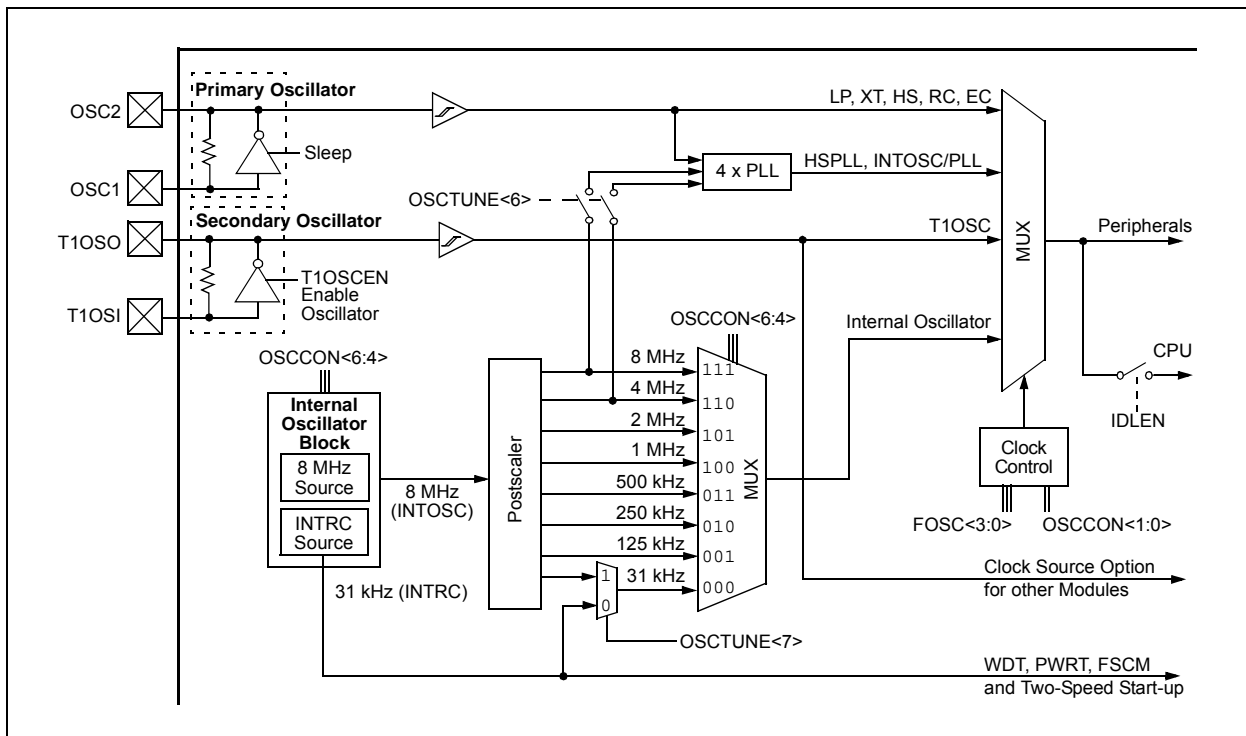 Primary Oscillator
OSC2
Sleep
OSC1
LP, XT, HS, RC, EC
4 x PLL
HSPLL, INTOSC/PLL
OSCTUNE<6>
Secondary Oscillator
T1OSO
T1OSCEN
Enable
Oscillator
T1OSI
T1OSC
Peripherals
MUX
Internal Oscillator
CPU
IDLEN
Clock
Control
FOSC<3:0>
OSCCON<1:0>
OSCCON<6:4>
OSCCON<6:4>
Internal
Oscillator
Block
8 MHz
Source
INTRC
Source
8 MHz
(INTOSC)
31 kHz (INTRC)
Postscaler
8 MHz
111
4 MHz
110
2 MHz
101
1 MHz
100
500 kHz
011
250 kHz
010
125 kHz
001
31 kHz
000
MUX
1
0
OSCTUNE<7>
Clock Source Option
for other Modules
WDT, PWRT, FSCM
and Two-Speed Start-up